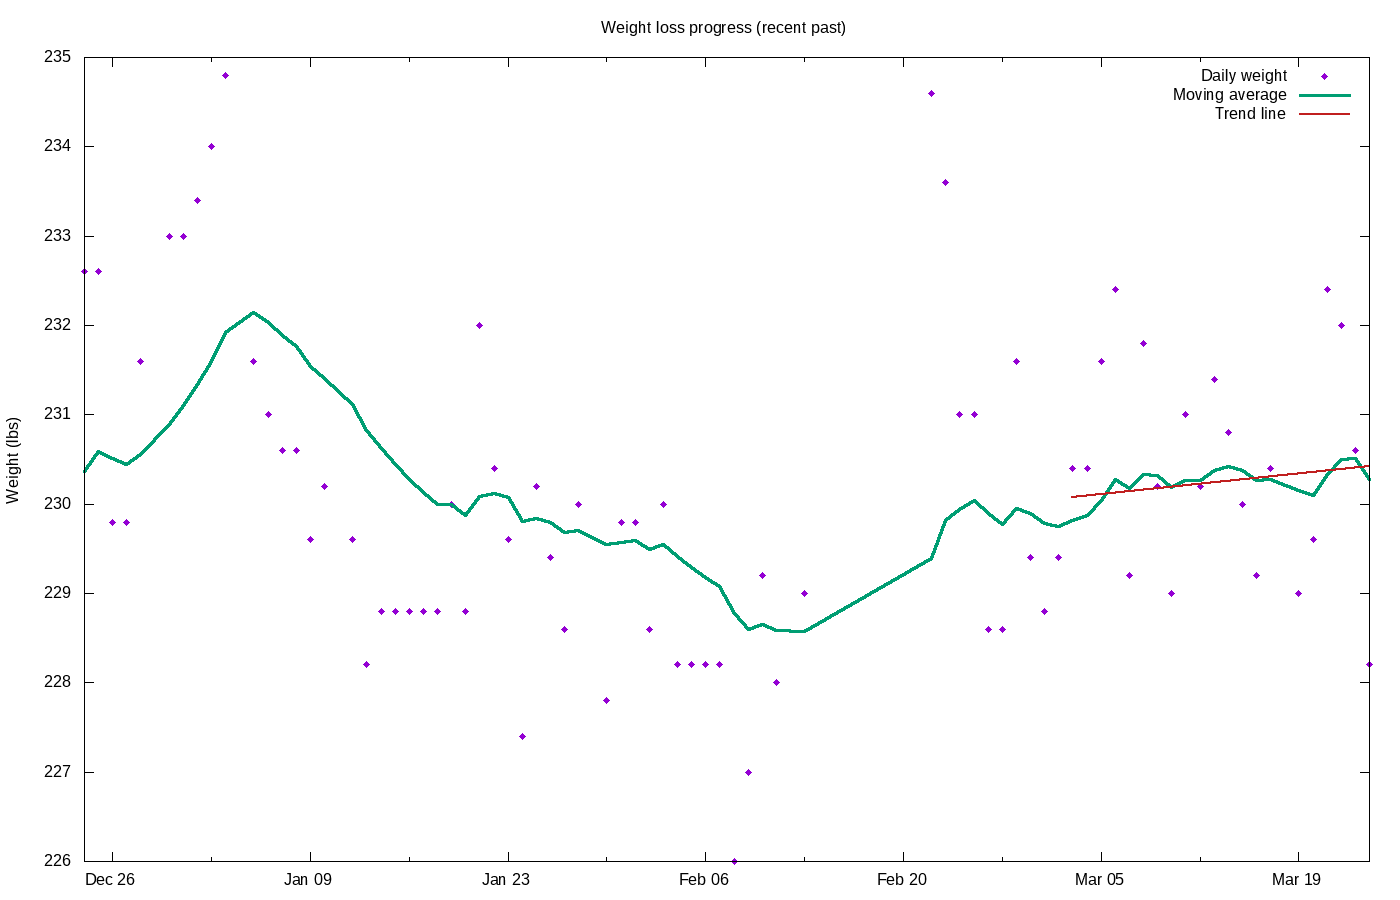 Weight loss progress (recent past)
235
234
233
232
231
230
229
228
227
226
Weight (lbs)
Daily weight
Moving average
Trend line
Dec 26
Jan 09
Jan 23
Feb 06
Feb 20
Mar 05
Mar 19